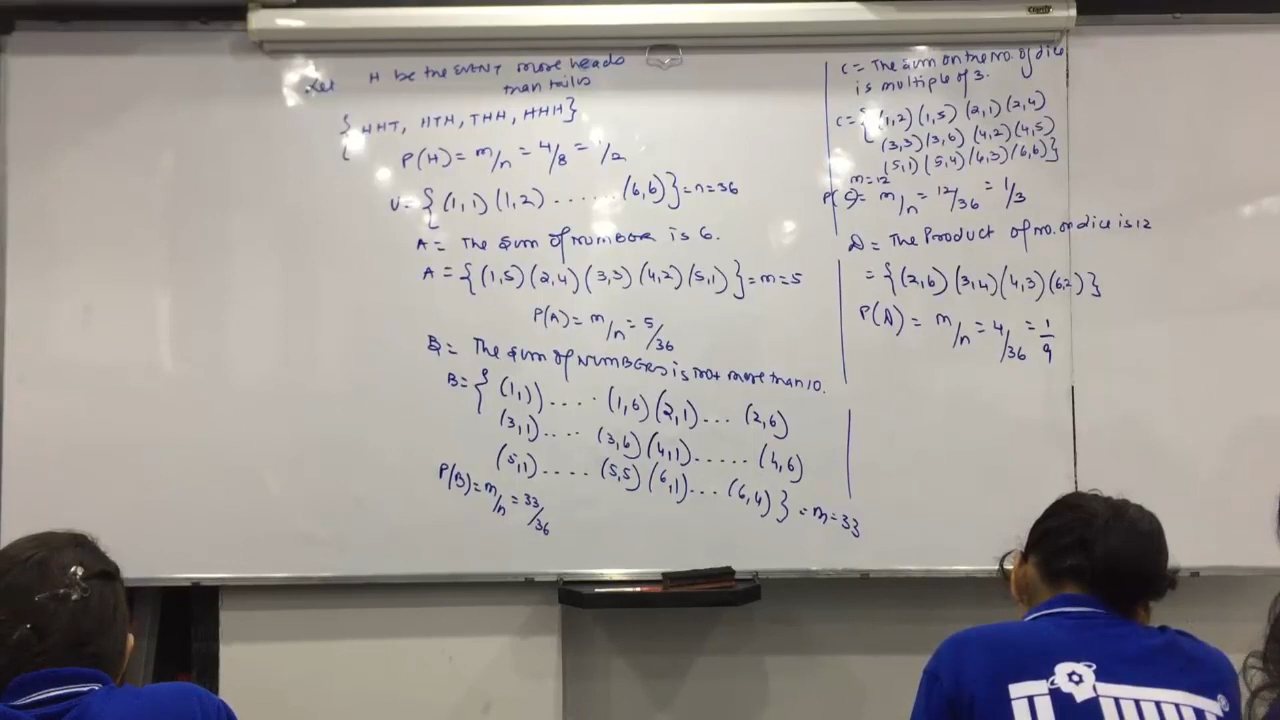 Let H be the EVENT more heads
than tails
{HHT, HTH, THH, HHH}
P(H) = m/n = 4/8 = 1/2
U = {(1,1) (1,2) ...... (6,6)} = n = 36
A = The sum of number is 6.
A = {(1,5) (2,4) (3,3) (4,2) (5,1)} = m = 5
P(A) = m/n = 5/36
B = The sum of NUMBERS is not more than 10.
B = {(1,1) .... (1,6) (2,1) ... (2,6)
(3,1) .... (3,6) (4,1) ..... (4,6)
(5,1) ..... (5,5) (6,1) ... (6,4)} = m = 33
P(B) = m/n = 33/36
C = The sum on the no. of dice
is multiple of 3.
C = {(1,2) (1,5) (2,1) (2,4)
(3,3) (3,6) (4,2) (4,5)
(5,1) (5,4) (6,3) (6,6)}
m = 12
P(C) = m/n = 12/36 = 1/3
D = The Product of no. on dice is 12
= {(2,6) (3,4) (4,3) (6,2)}
P(D) = m/n = 4/36 = 1/9